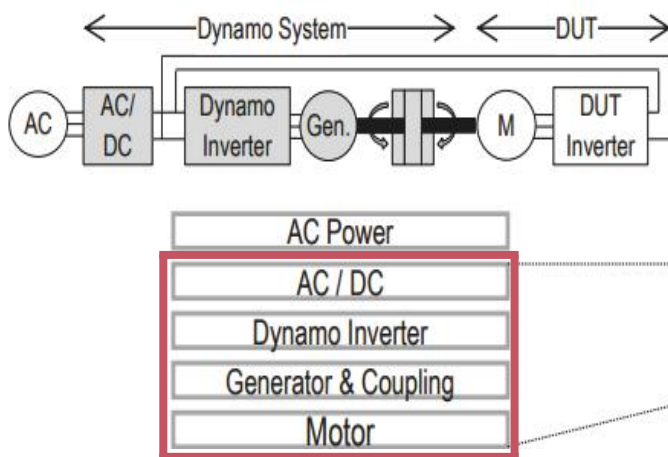 Dynamo System
DUT
AC
AC/
DC
Dynamo
Inverter
Gen.
M
DUT
Inverter
AC Power
AC / DC
Dynamo Inverter
Generator & Coupling
Motor